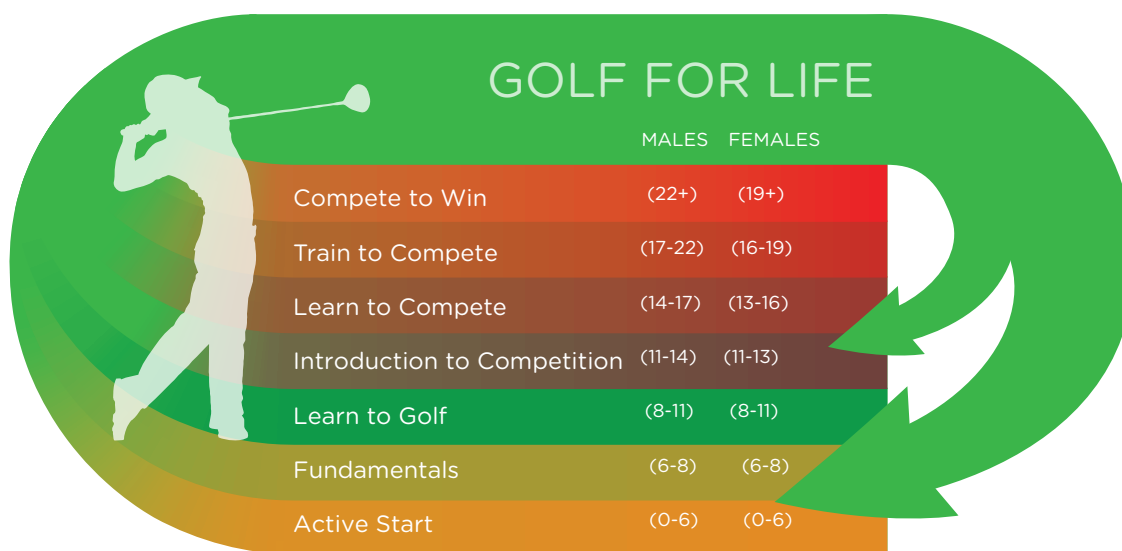 GOLF FOR LIFE
MALES FEMALES
Compete to Win (22+) (19+)
Train to Compete (17-22) (16-19)
Learn to Compete (14-17) (13-16)
Introduction to Competition (11-14) (11-13)
Learn to Golf (8-11) (8-11)
Fundamentals (6-8) (6-8)
Active Start (0-6) (0-6)